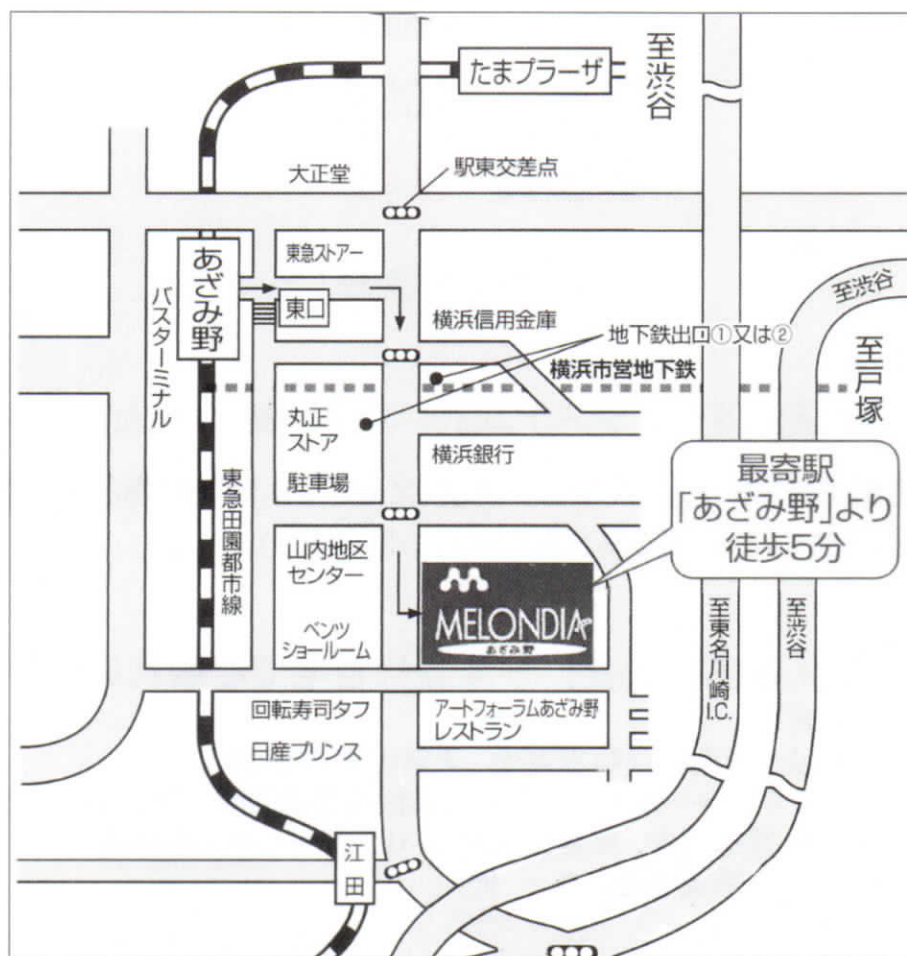 たまプラーザ
至渋谷
大正堂
駅東交差点
あざみ野
東急ストアー
東口
バスターミナル
横浜信用金庫
至渋谷
地下鉄出口①又は②
横浜市営地下鉄
至戸塚
丸正
ストア
駐車場
横浜銀行
最寄駅
「あざみ野」より
徒歩5分
東急田園都市線
山内地区
センター
MELONDIA
あざみ野
ベンツ
ショールーム
至東名川崎I.C.
至渋谷
回転寿司タフ
アートフォーラムあざみ野
レストラン
日産プリンス
江田